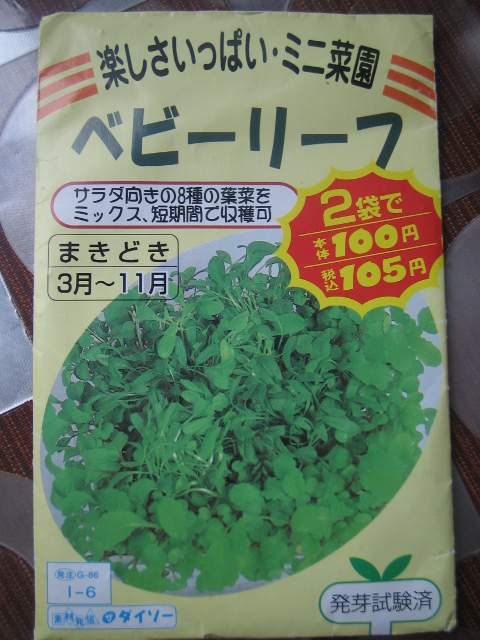 楽しさいっぱい・ミニ菜園
ベビーリーフ
サラダ向きの8種の葉菜を
ミックス、短期間で収穫可
2袋で
本体100円
税込105円
まきどき
3月〜11月
発注 G-86
1-6
ダイソー
発芽試験済